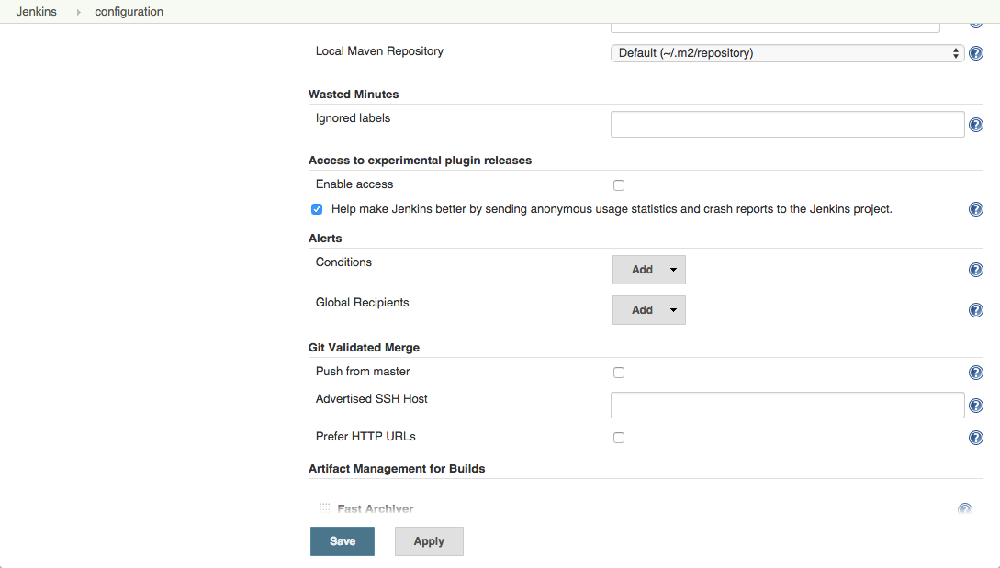 Jenkins configuration
Local Maven Repository Default (~/.m2/repository)
Wasted Minutes
Ignored labels
Access to experimental plugin releases
Enable access
Help make Jenkins better by sending anonymous usage statistics and crash reports to the Jenkins project.
Alerts
Conditions Add
Global Recipients Add
Git Validated Merge
Push from master
Advertised SSH Host
Prefer HTTP URLs
Artifact Management for Builds
Fast Archiver
Save Apply